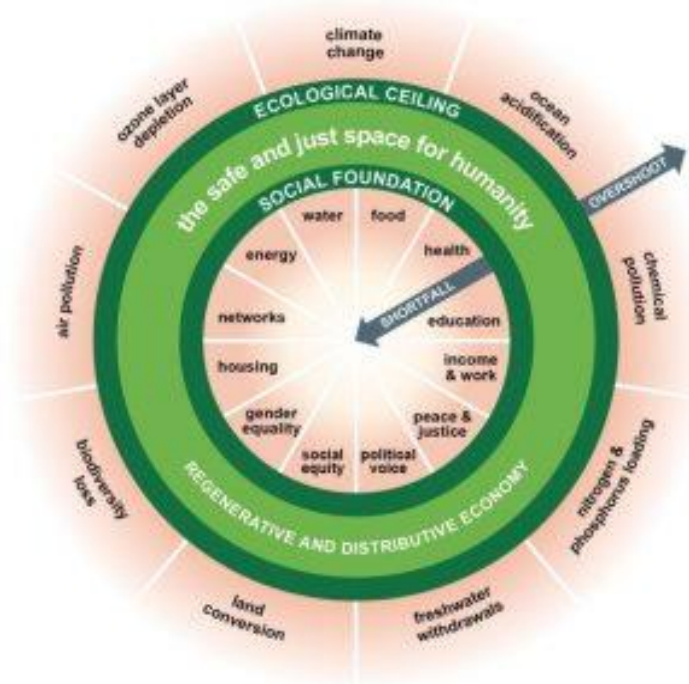 climate
change
ocean
acidification
OVERSHOOT
chemical
pollution
nitrogen &
phosphorus loading
freshwater
withdrawals
land
conversion
biodiversity
loss
air pollution
ozone layer
depletion
ECOLOGICAL CEILING
the safe and just space for humanity
SOCIAL FOUNDATION
water
food
health
SHORTFALL
education
income
& work
peace &
justice
political
voice
social
equity
gender
equality
housing
networks
energy
REGENERATIVE AND DISTRIBUTIVE ECONOMY